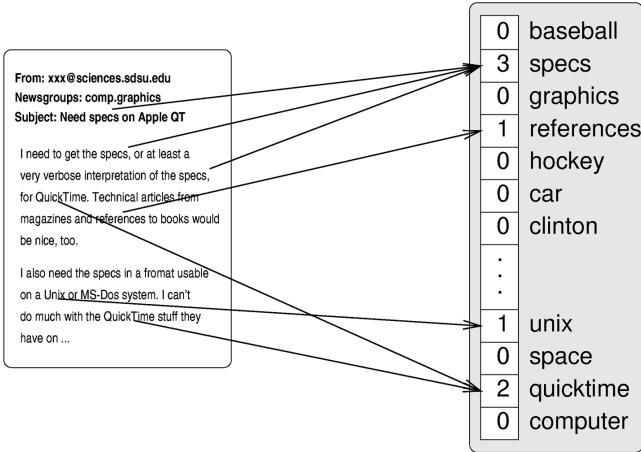 From: xxx@sciences.sdsu.edu
Newsgroups: comp.graphics
Subject: Need specs on Apple QT
I need to get the specs, or at least a
very verbose interpretation of the specs,
for QuickTime. Technical articles from
magazines and references to books would
be nice, too.
I also need the specs in a fromat usable
on a Unix or MS-Dos system. I can't
do much with the QuickTime stuff they
have on ...
0 baseball
3 specs
0 graphics
1 references
0 hockey
0 car
0 clinton
.
.
.
1 unix
0 space
2 quicktime
0 computer